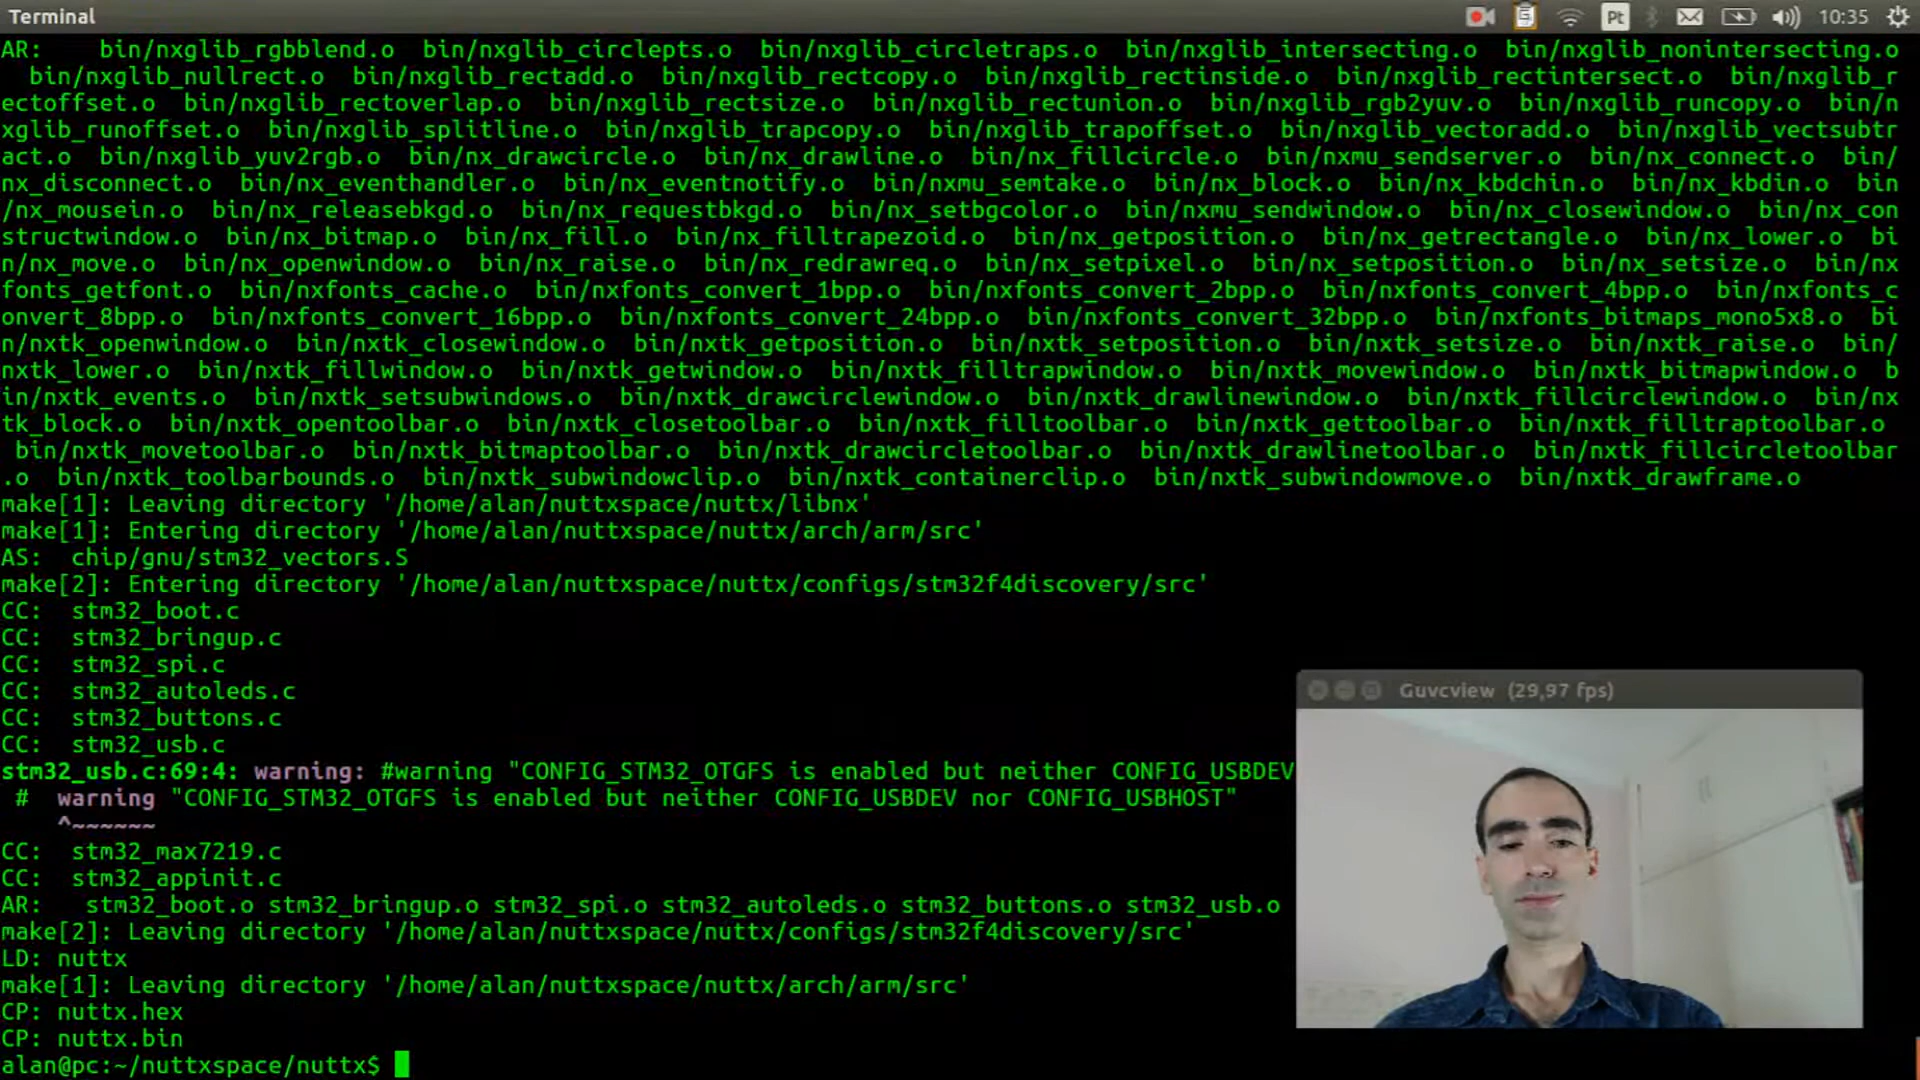 Terminal
Pt
10:35
AR:    bin/nxglib_rgbblend.o  bin/nxglib_circlepts.o  bin/nxglib_circletraps.o  bin/nxglib_intersecting.o  bin/nxglib_nonintersecting.o
bin/nxglib_nullrect.o  bin/nxglib_rectadd.o  bin/nxglib_rectcopy.o  bin/nxglib_rectinside.o  bin/nxglib_rectintersect.o  bin/nxglib_r
ectoffset.o  bin/nxglib_rectoverlap.o  bin/nxglib_rectsize.o  bin/nxglib_rectunion.o  bin/nxglib_rgb2yuv.o  bin/nxglib_runcopy.o  bin/n
xglib_runoffset.o  bin/nxglib_splitline.o  bin/nxglib_trapcopy.o  bin/nxglib_trapoffset.o  bin/nxglib_vectoradd.o  bin/nxglib_vectsubtr
act.o  bin/nxglib_yuv2rgb.o  bin/nx_drawcircle.o  bin/nx_drawline.o  bin/nx_fillcircle.o  bin/nxmu_sendserver.o  bin/nx_connect.o  bin/
nx_disconnect.o  bin/nx_eventhandler.o  bin/nx_eventnotify.o  bin/nxmu_semtake.o  bin/nx_block.o  bin/nx_kbdchin.o  bin/nx_kbdin.o  bin
/nx_mousein.o  bin/nx_releasebkgd.o  bin/nx_requestbkgd.o  bin/nx_setbgcolor.o  bin/nxmu_sendwindow.o  bin/nx_closewindow.o  bin/nx_con
structwindow.o  bin/nx_bitmap.o  bin/nx_fill.o  bin/nx_filltrapezoid.o  bin/nx_getposition.o  bin/nx_getrectangle.o  bin/nx_lower.o  bi
n/nx_move.o  bin/nx_openwindow.o  bin/nx_raise.o  bin/nx_redrawreq.o  bin/nx_setpixel.o  bin/nx_setposition.o  bin/nx_setsize.o  bin/nx
fonts_getfont.o  bin/nxfonts_cache.o  bin/nxfonts_convert_1bpp.o  bin/nxfonts_convert_2bpp.o  bin/nxfonts_convert_4bpp.o  bin/nxfonts_c
onvert_8bpp.o  bin/nxfonts_convert_16bpp.o  bin/nxfonts_convert_24bpp.o  bin/nxfonts_convert_32bpp.o  bin/nxfonts_bitmaps_mono5x8.o  bi
n/nxtk_openwindow.o  bin/nxtk_closewindow.o  bin/nxtk_getposition.o  bin/nxtk_setposition.o  bin/nxtk_setsize.o  bin/nxtk_raise.o  bin/
nxtk_lower.o  bin/nxtk_fillwindow.o  bin/nxtk_getwindow.o  bin/nxtk_filltrapwindow.o  bin/nxtk_movewindow.o  bin/nxtk_bitmapwindow.o  b
in/nxtk_events.o  bin/nxtk_setsubwindows.o  bin/nxtk_drawcirclewindow.o  bin/nxtk_drawlinewindow.o  bin/nxtk_fillcirclewindow.o  bin/nx
tk_block.o  bin/nxtk_opentoolbar.o  bin/nxtk_closetoolbar.o  bin/nxtk_filltoolbar.o  bin/nxtk_gettoolbar.o  bin/nxtk_filltraptoolbar.o
bin/nxtk_movetoolbar.o  bin/nxtk_bitmaptoolbar.o  bin/nxtk_drawcircletoolbar.o  bin/nxtk_drawlinetoolbar.o  bin/nxtk_fillcircletoolbar
.o  bin/nxtk_toolbarbounds.o  bin/nxtk_subwindowclip.o  bin/nxtk_containerclip.o  bin/nxtk_subwindowmove.o  bin/nxtk_drawframe.o
make[1]: Leaving directory '/home/alan/nuttxspace/nuttx/libnx'
make[1]: Entering directory '/home/alan/nuttxspace/nuttx/arch/arm/src'
AS:  chip/gnu/stm32_vectors.S
make[2]: Entering directory '/home/alan/nuttxspace/nuttx/configs/stm32f4discovery/src'
CC:  stm32_boot.c
CC:  stm32_bringup.c
CC:  stm32_spi.c
CC:  stm32_autoleds.c
CC:  stm32_buttons.c
CC:  stm32_usb.c
stm32_usb.c:69:4: warning: #warning "CONFIG_STM32_OTGFS is enabled but neither CONFIG_USBDEV
#  warning "CONFIG_STM32_OTGFS is enabled but neither CONFIG_USBDEV nor CONFIG_USBHOST"
^~~~~~~
CC:  stm32_max7219.c
CC:  stm32_appinit.c
AR:   stm32_boot.o stm32_bringup.o stm32_spi.o stm32_autoleds.o stm32_buttons.o stm32_usb.o
make[2]: Leaving directory '/home/alan/nuttxspace/nuttx/configs/stm32f4discovery/src'
LD: nuttx
make[1]: Leaving directory '/home/alan/nuttxspace/nuttx/arch/arm/src'
CP: nuttx.hex
CP: nuttx.bin
alan@pc:~/nuttxspace/nuttx$
Guvcview  (29,97 fps)